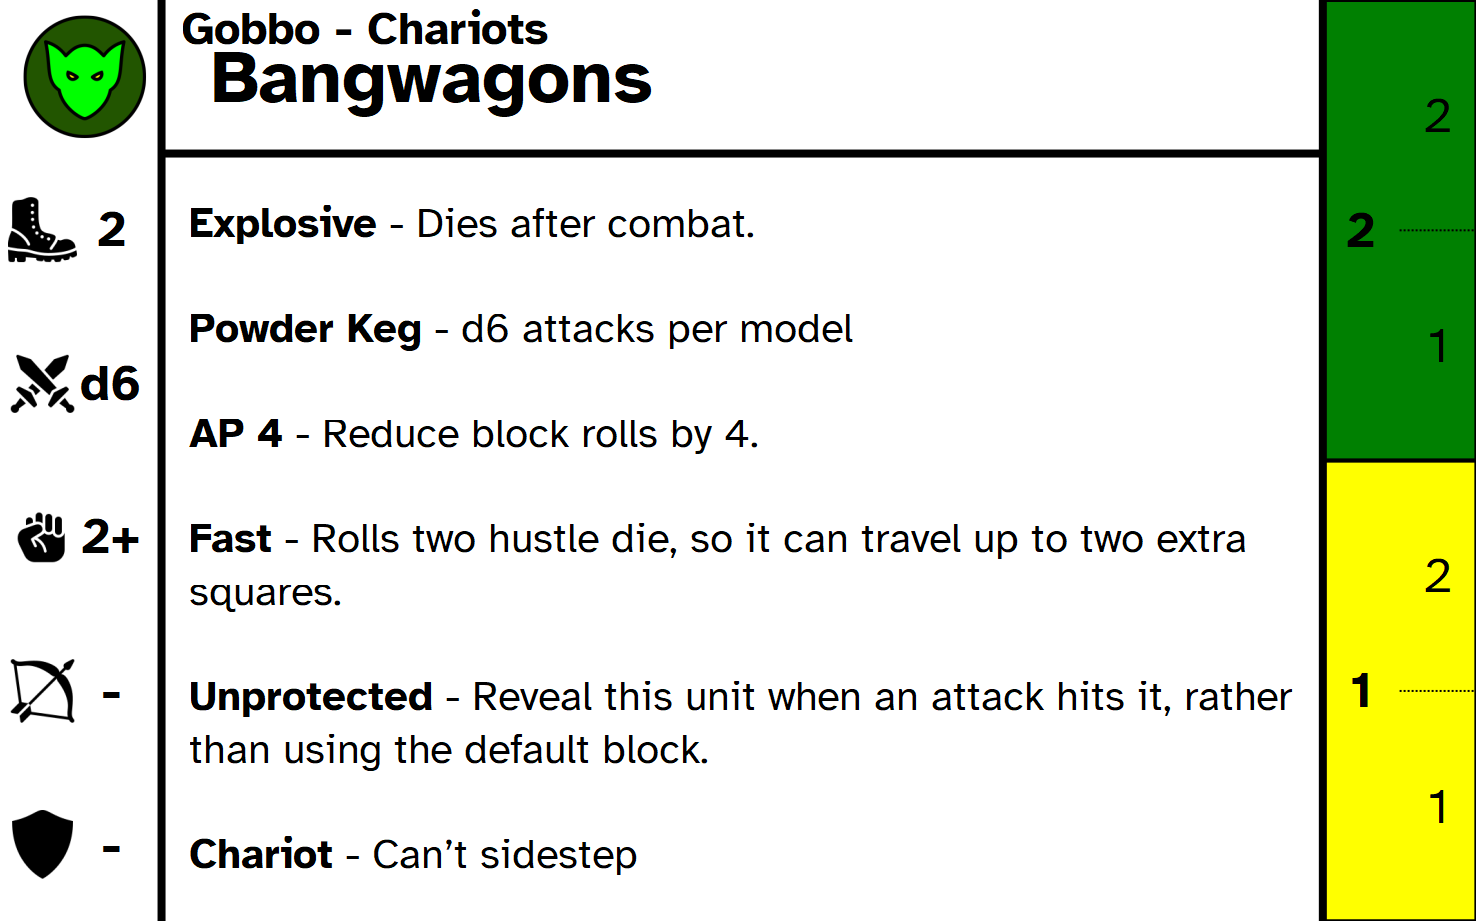 Gobbo - Chariots
Bangwagons
2
d6
2+
-
-
Explosive - Dies after combat.
Powder Keg - d6 attacks per model
AP 4 - Reduce block rolls by 4.
Fast - Rolls two hustle die, so it can travel up to two extra
squares.
Unprotected - Reveal this unit when an attack hits it, rather
than using the default block.
Chariot - Can’t sidestep
2
2
1
2
1
1